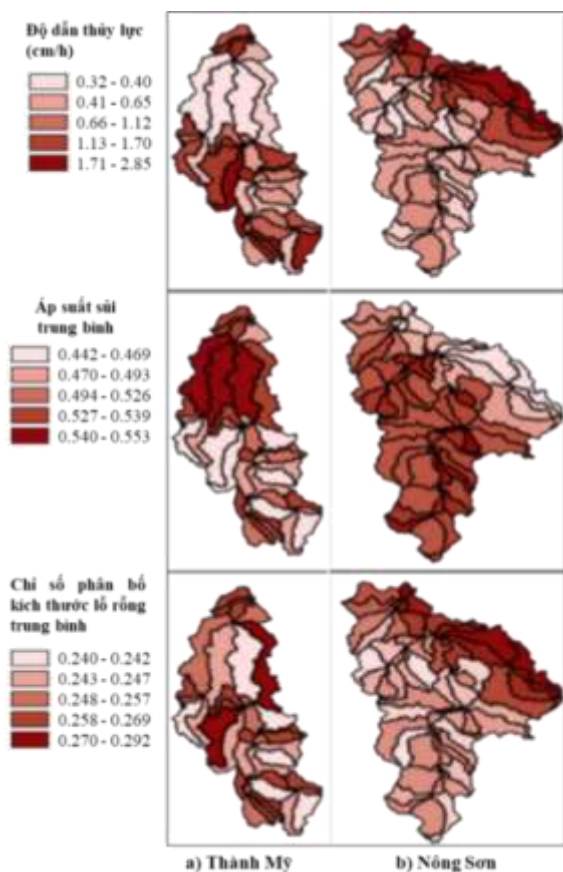 Độ dẫn thủy lực
(cm/h)
0.32 - 0.40
0.41 - 0.65
0.66 - 1.12
1.13 - 1.70
1.71 - 2.85
Áp suất sủi
trung bình
0.442 - 0.469
0.470 - 0.493
0.494 - 0.526
0.527 - 0.539
0.540 - 0.553
Chỉ số phân bố
kích thước lỗ rỗng
trung bình
0.240 - 0.242
0.243 - 0.247
0.248 - 0.257
0.258 - 0.269
0.270 - 0.292
a) Thành Mỹ
b) Nông Sơn